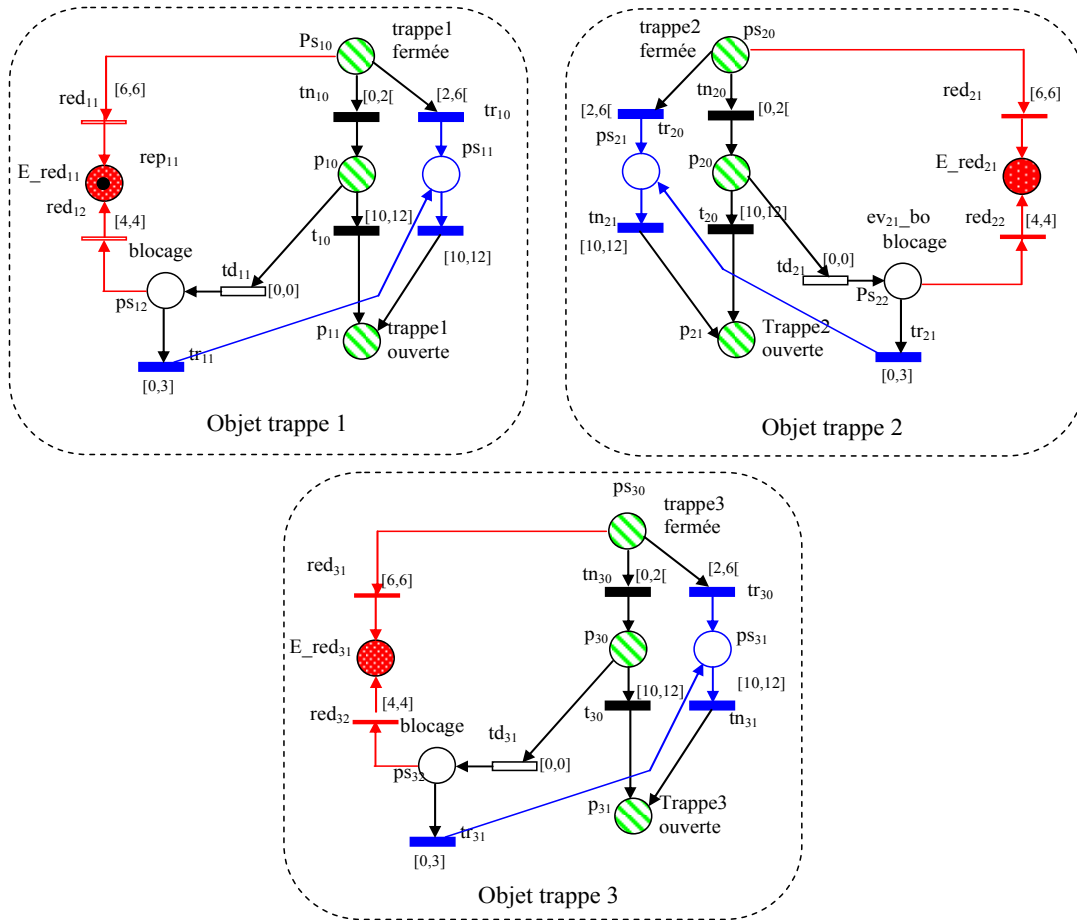 Ps10
trappe1
fermée
[6,6]
red11
tn10
[0,2[
[2,6[
tr10
ps11
rep11
p10
E_red11
red12
[4,4]
blocage
[10,12]
t10
[10,12]
td11
[0,0]
ps12
p11
trappe1
ouverte
tr11
[0,3]
Objet trappe 1
trappe2
fermée
ps20
tn20
[0,2[
red21
[6,6]
[2,6[
tr20
ps21
p20
E_red21
[10,12]
t20
tn21
[10,12]
ev21_bo
blocage
red22
[4,4]
td21
[0,0]
Ps22
p21
Trappe2
ouverte
tr21
[0,3]
Objet trappe 2
ps30
trappe3
fermée
red31
[6,6]
tn30
[0,2[
[2,6[
tr30
p30
ps31
E_red31
[4,4]
red32
blocage
[10,12]
t30
[10,12]
tn31
td31
[0,0]
ps32
p31
Trappe3
ouverte
tr31
[0,3]
Objet trappe 3